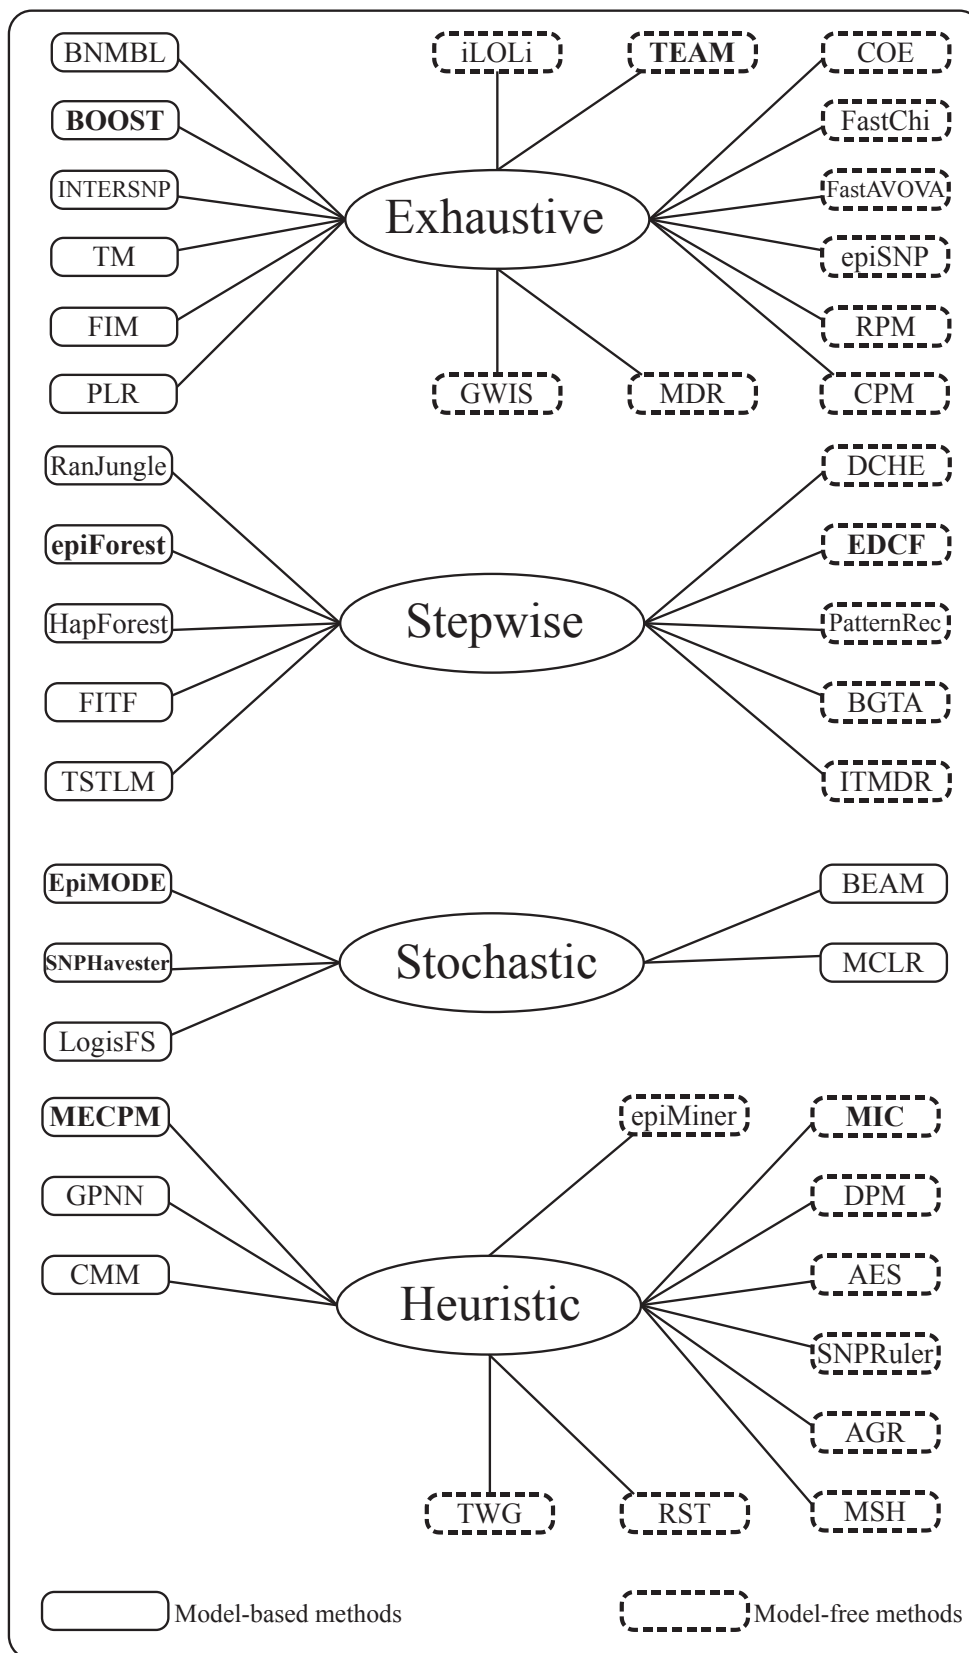 BNMBL
iLOLi
TEAM
COE
BOOST
FastChi
INTERSNP
FastAVOVA
Exhaustive
TM
epiSNP
FIM
RPM
PLR
GWIS
MDR
CPM
RanJungle
DCHE
epiForest
EDCF
HapForest
PatternRec
Stepwise
FITF
BGTA
TSTLM
ITMDR
EpiMODE
BEAM
SNPHavester
Stochastic
MCLR
LogisFS
MECPM
epiMiner
MIC
GPNN
DPM
CMM
AES
Heuristic
SNPRuler
AGR
TWG
RST
MSH
Model-based methods
Model-free methods